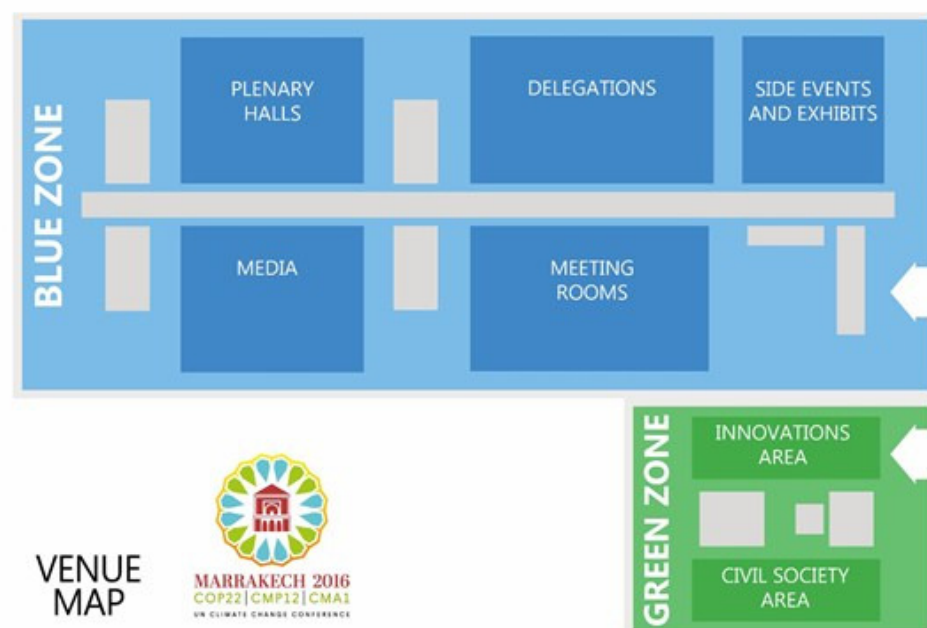 BLUE ZONE
PLENARY
HALLS
DELEGATIONS
SIDE EVENTS
AND EXHIBITS
MEDIA
MEETING
ROOMS
GREEN ZONE
INNOVATIONS
AREA
CIVIL SOCIETY
AREA
VENUE
MAP
MARRAKECH 2016
COP22 | CMP12 | CMA1
UN CLIMATE CHANGE CONFERENCE